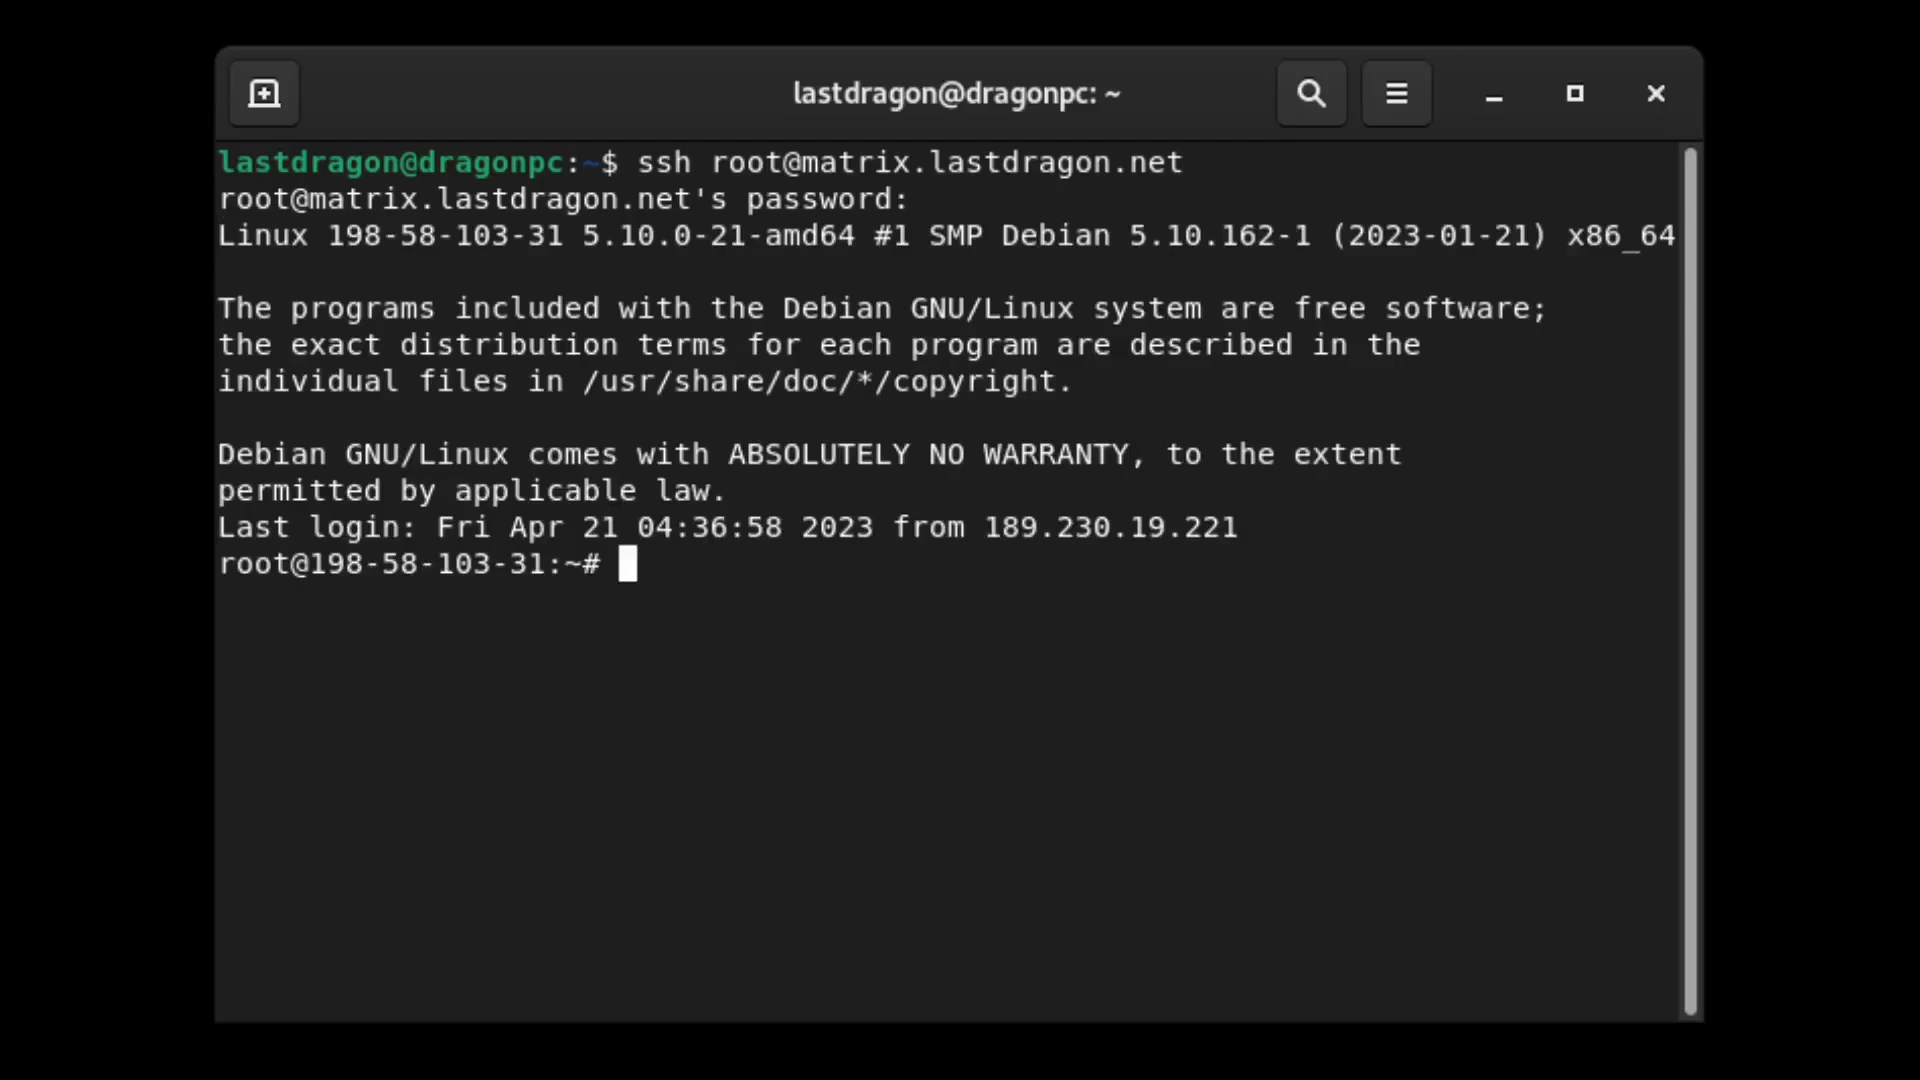 lastdragon@dragonpc: ~
lastdragon@dragonpc:~$ ssh root@matrix.lastdragon.net
root@matrix.lastdragon.net's password:
Linux 198-58-103-31 5.10.0-21-amd64 #1 SMP Debian 5.10.162-1 (2023-01-21) x86_64
The programs included with the Debian GNU/Linux system are free software;
the exact distribution terms for each program are described in the
individual files in /usr/share/doc/*/copyright.
Debian GNU/Linux comes with ABSOLUTELY NO WARRANTY, to the extent
permitted by applicable law.
Last login: Fri Apr 21 04:36:58 2023 from 189.230.19.221
root@198-58-103-31:~#